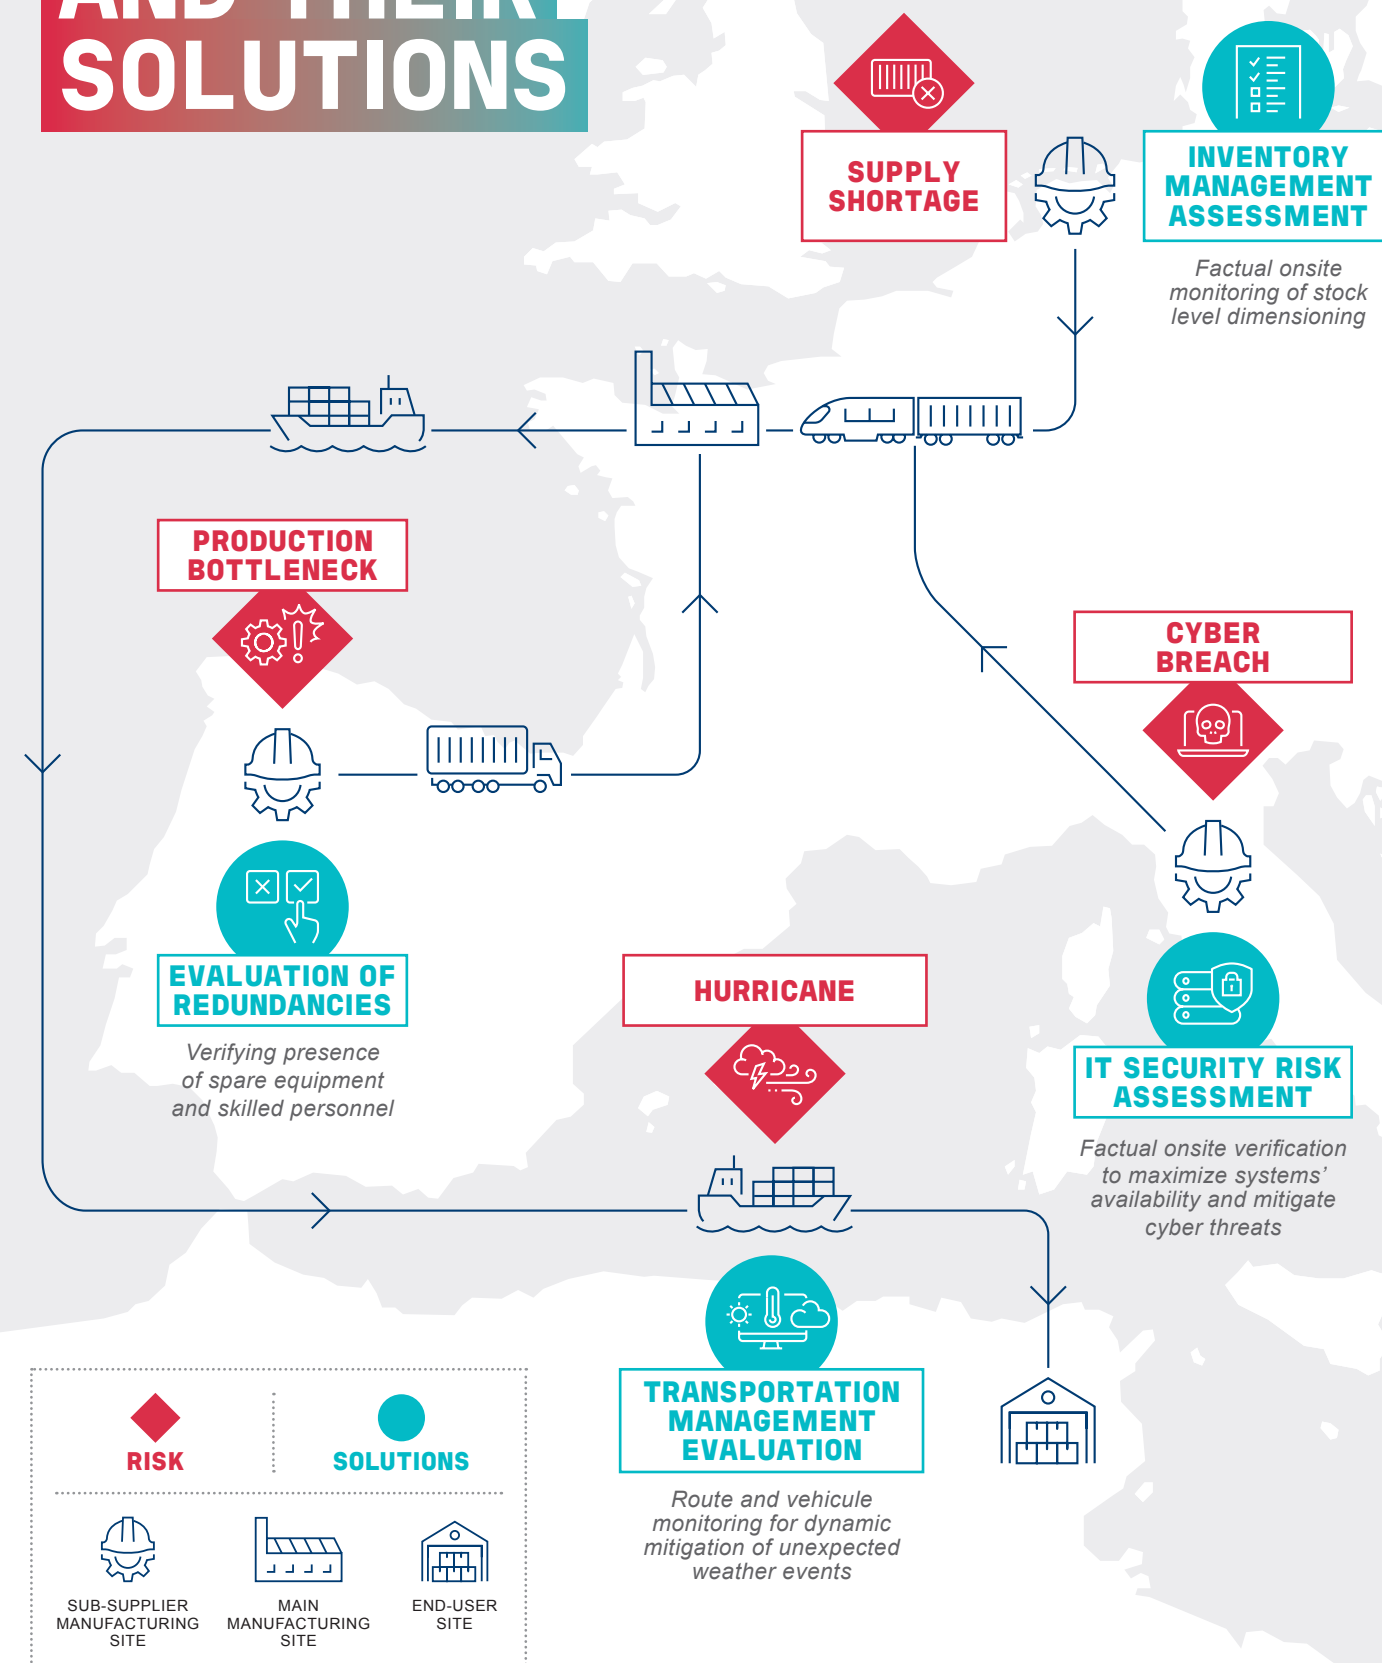 AND THEIR
SOLUTIONS
SUPPLY
SHORTAGE
INVENTORY
MANAGEMENT
ASSESSMENT
Factual onsite
monitoring of stock
level dimensioning
PRODUCTION
BOTTLENECK
CYBER
BREACH
EVALUATION OF
REDUNDANCIES
Verifying presence
of spare equipment
and skilled personnel
HURRICANE
IT SECURITY RISK
ASSESSMENT
Factual onsite verification
to maximize systems’
availability and mitigate
cyber threats
TRANSPORTATION
MANAGEMENT
EVALUATION
Route and vehicule
monitoring for dynamic
mitigation of unexpected
weather events
RISK
SOLUTIONS
SUB-SUPPLIER
MANUFACTURING
SITE
MAIN
MANUFACTURING
SITE
END-USER
SITE